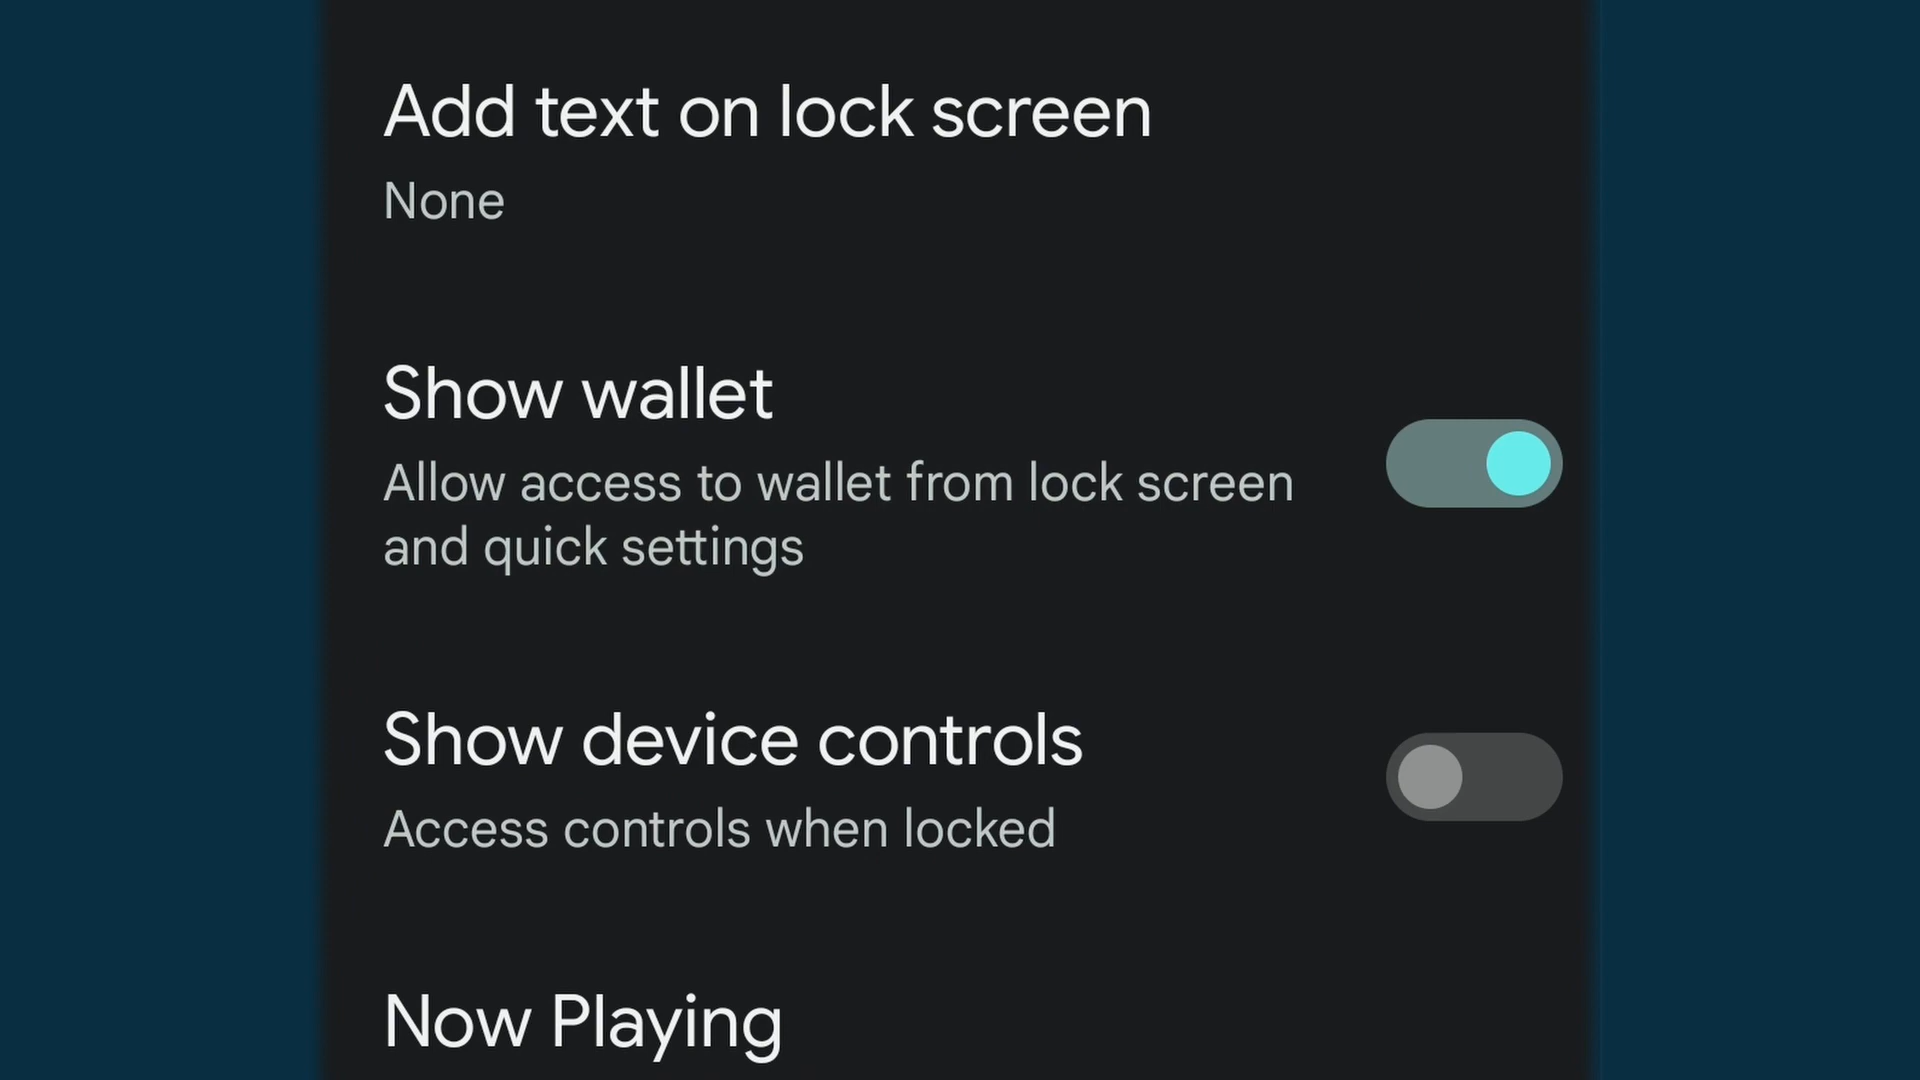 Add text on lock screen
None
Show wallet
Allow access to wallet from lock screen
and quick settings
Show device controls
Access controls when locked
Now Playing